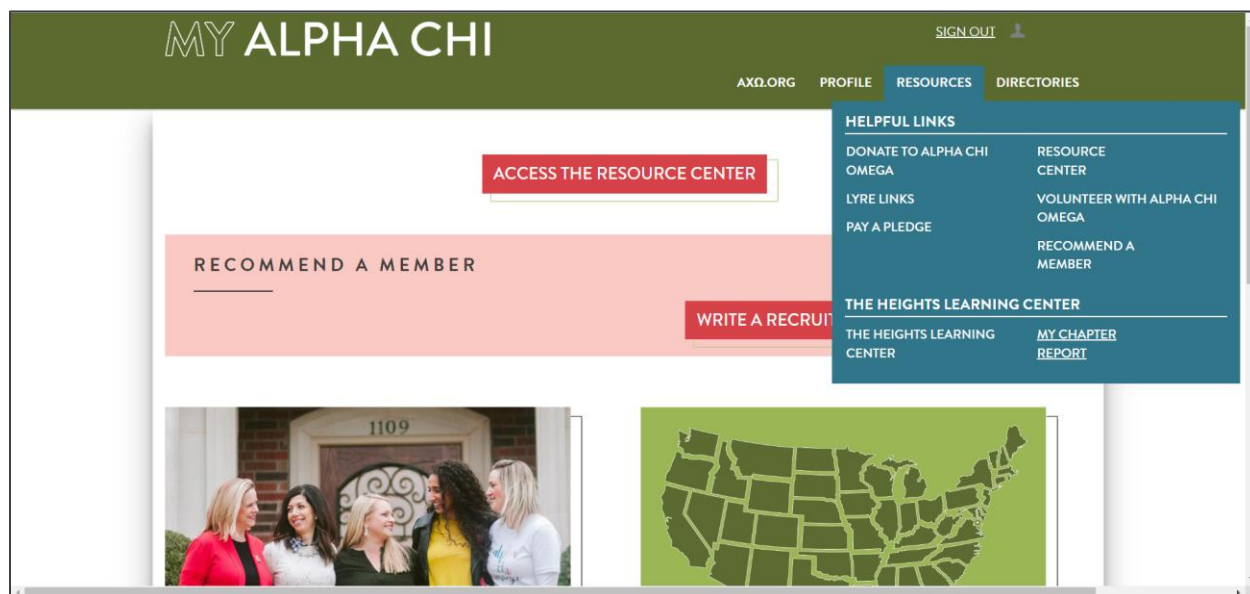 MY ALPHA CHI
SIGN OUT
ΑΧΩ.ORG PROFILE RESOURCES DIRECTORIES
HELPFUL LINKS
DONATE TO ALPHA CHI
OMEGA
LYRE LINKS
PAY A PLEDGE
RESOURCE
CENTER
VOLUNTEER WITH ALPHA CHI
OMEGA
RECOMMEND A
MEMBER
THE HEIGHTS LEARNING CENTER
THE HEIGHTS LEARNING
CENTER
MY CHAPTER
REPORT
ACCESS THE RESOURCE CENTER
RECOMMEND A MEMBER
WRITE A
1109